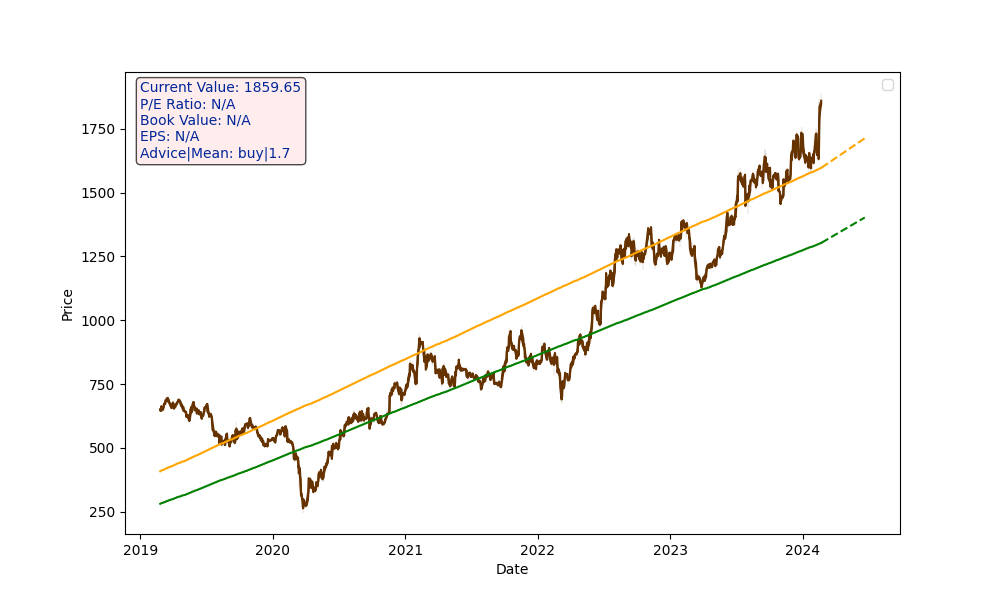 Current Value: 1859.65
P/E Ratio: N/A
Book Value: N/A
EPS: N/A
Advice|Mean: buy|1.7
1750
1500
1250
1000
750
500
250
Price
2019 2020 2021 2022 2023 2024
Date